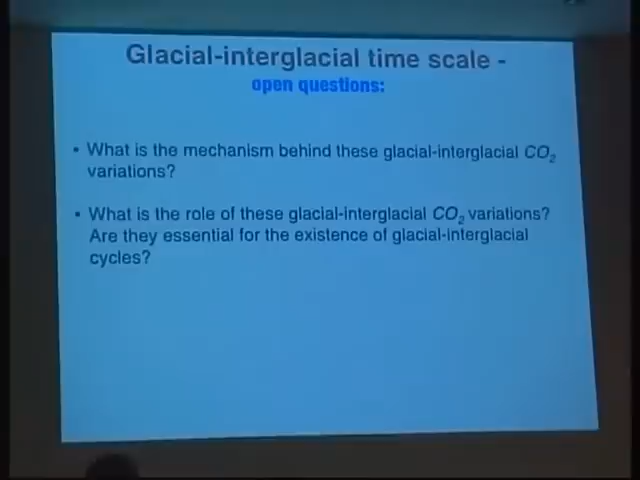 Glacial-interglacial time scale -
open questions:
• What is the mechanism behind these glacial-interglacial CO₂
variations?
• What is the role of these glacial-interglacial CO₂ variations?
Are they essential for the existence of glacial-interglacial
cycles?